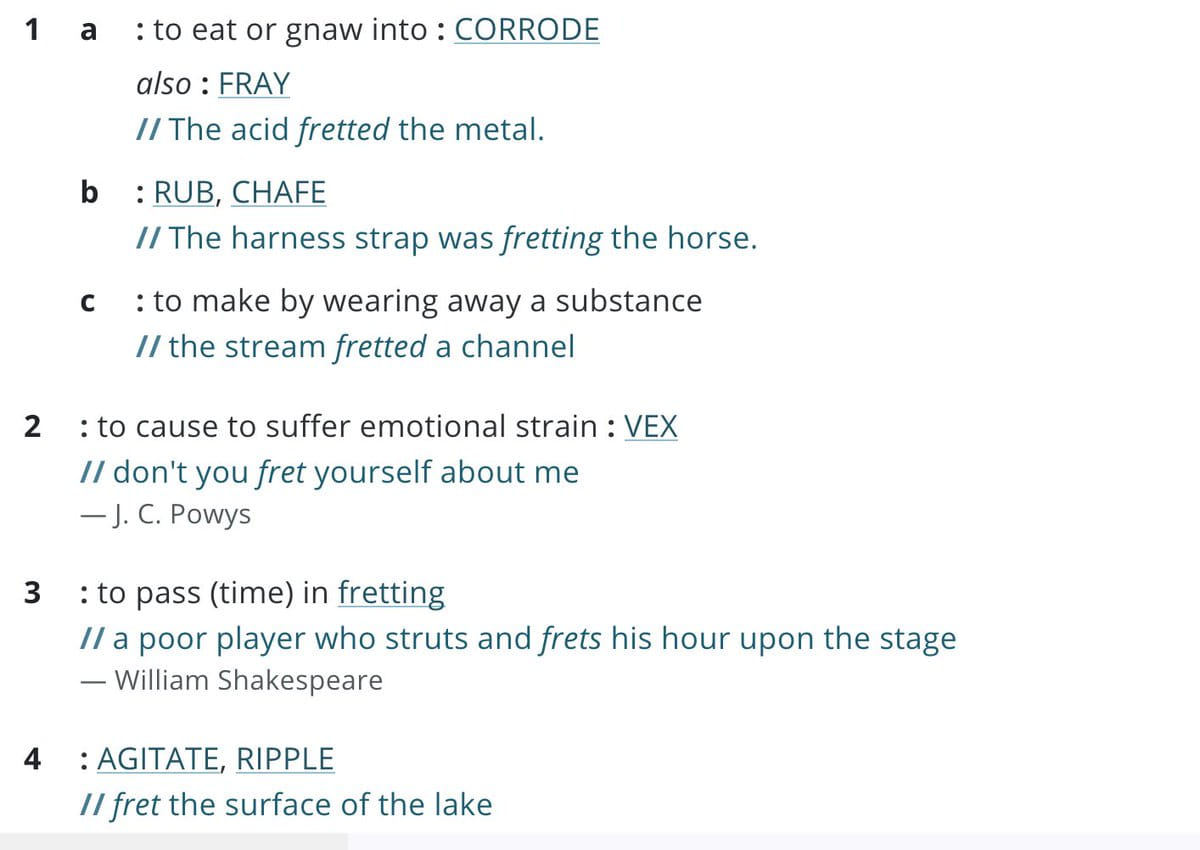 1 a : to eat or gnaw into : CORRODE
also : FRAY
// The acid fretted the metal.
b : RUB, CHAFE
// The harness strap was fretting the horse.
c : to make by wearing away a substance
// the stream fretted a channel
2 : to cause to suffer emotional strain : VEX
// don't you fret yourself about me
— J. C. Powys
3 : to pass (time) in fretting
// a poor player who struts and frets his hour upon the stage
— William Shakespeare
4 : AGITATE, RIPPLE
// fret the surface of the lake